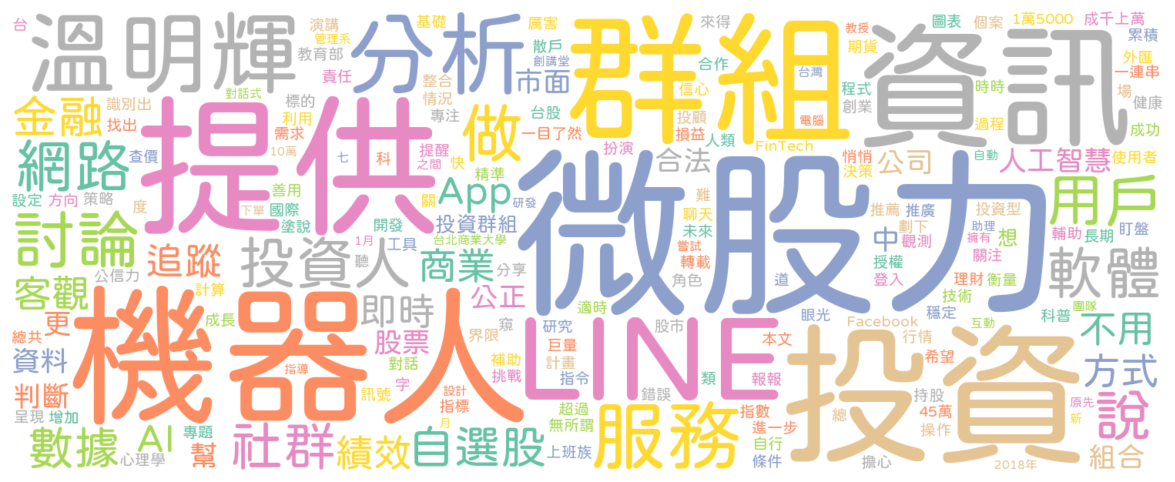 台
溫明輝
演講
管理系
教育部
基礎
分析
厲害
散戶
創講堂
市面
群組
來得
合作
信心
台灣
資訊
教授
期貨
圖表
個案
1萬5000
成千上萬
累積
外匯
一連串
場
健康
成功
使用者
金融
識別出
找出
對話式
標的
利用
需求
10萬
責任
整合
情況
專注
提供
做
台股
一目了然
扮演
投顧
損益
人類
電腦
FinTech
程式
創業
時時
過程
自動
人工智慧
悄悄
決策
公司
網路
查價
七
科
提醒
之間
快
精準
關
App
研發
合法
難
微股力
推薦
推廣
投資型
用戶
設定
方向
策略
度
善用
國際
下單
塗說
開發
投資群組
台北商業大學
聊天
未來
嘗試
轉載
劃下
助理
擁有
中
觀測
想
關注
輔助
長期
盯盤
討論
追蹤
投資人
1月
聽
工具
商業
分享
角色
道
授權
登入
理財
衡量
技術
軟體
客觀
公信力
計算
即時
公正
適時
眼光
穩定
團隊
科普
總共
更
成長
機器人
股票
界限
窺
研究
巨量
股市
LINE
本文
Facebook
行情
希望
互動
投資
不用
資料
指導
對話
補助
挑戰
計畫
指令
錯誤
類
報報
方式
判斷
字
訊號
設計
指標
月
超過
無所謂
服務
指數
進一步
總
持股
45萬
操作
原先
新
說
呈現
增加
數據
心理學
AI
專題
幫
社群
績效
自選股
上班族
自行
條件
擔心
2018年
組合